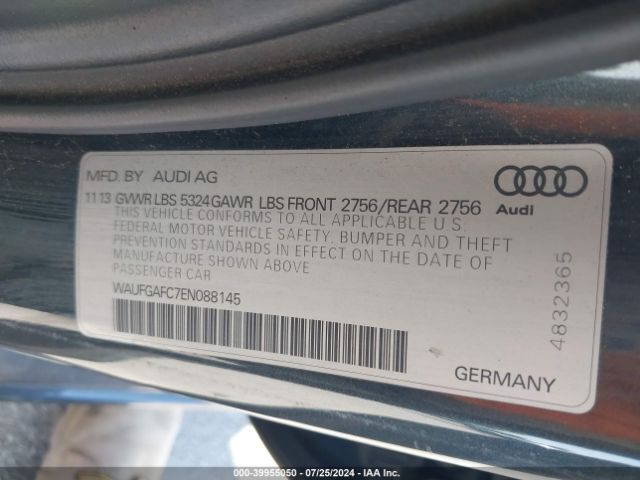 MFD. BY AUDI AG
11 13 GVWR LBS 5324 GAWR LBS FRONT 2756/REAR 2756
THIS VEHICLE CONFORMS TO ALL APPLICABLE U S
FEDERAL MOTOR VEHICLE SAFETY, BUMPER AND THEFT
PREVENTION STANDARDS IN EFFECT ON THE DATE OF
MANUFACTURE SHOWN ABOVE
PASSENGER CAR
WAUFGAFC7EN088145
Audi
4832365
GERMANY
000-39955050 - 07/25/2024 - IAA Inc.